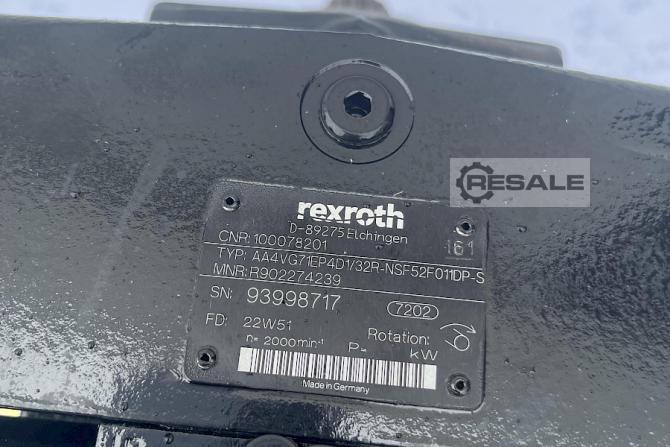 RESALE
rexroth
D-89275 Elchingen
CNR: 100078201
161
TYP: AA4VG71EP4D1/32R-NSF52F011DP-S
MNR: R902274239
SN: 93998717
7202
FD: 22W51
Rotation:
n= 2000min-1 P= kW
Made in Germany